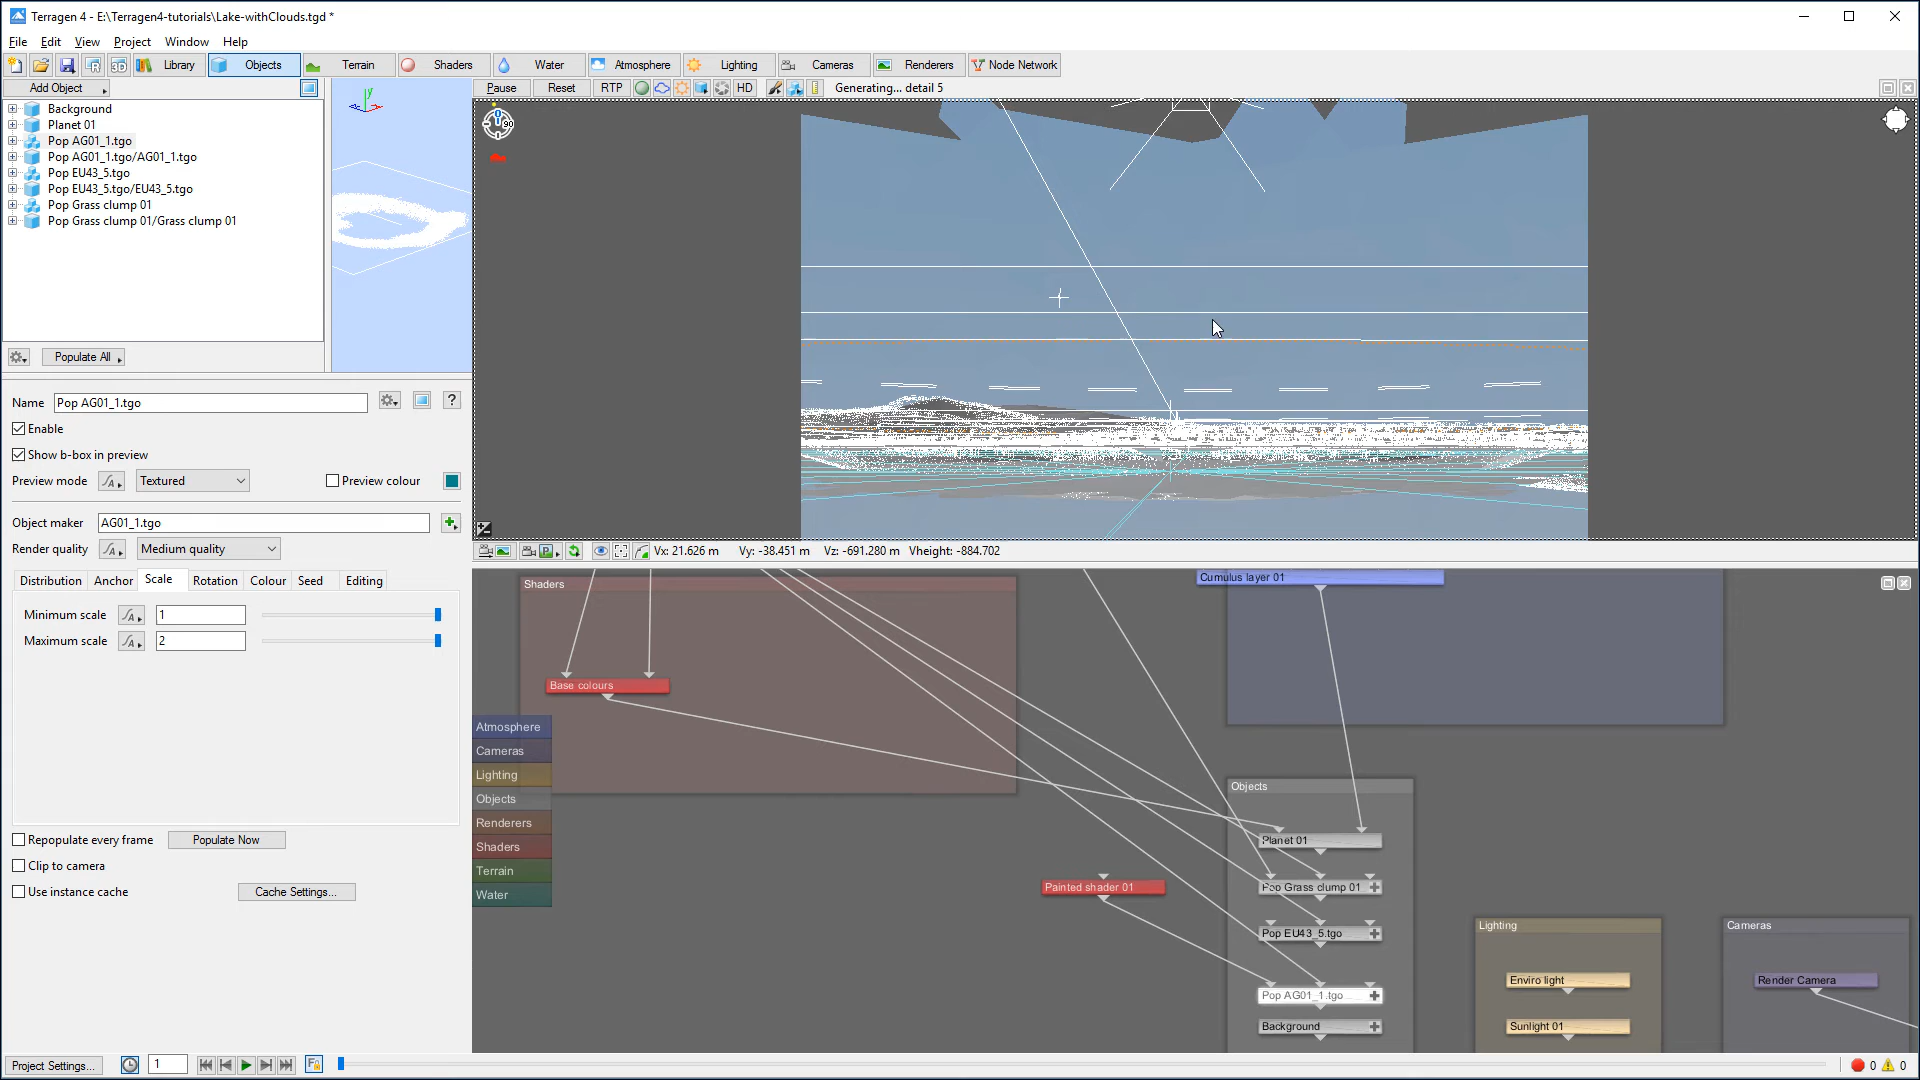 Terragen 4 - E:\Terragen4-tutorials\Lake-withClouds.tgd *
File Edit View Project Window Help
Library Objects Terrain Shaders Water Atmosphere Lighting Cameras Renderers Node Network
Add Object
Pause Reset RTP HD Generating... detail 5
Background
Planet 01
Pop AG01_1.tgo
Pop AG01_1.tgo/AG01_1.tgo
Pop EU43_5.tgo
Pop EU43_5.tgo/EU43_5.tgo
Pop Grass clump 01
Pop Grass clump 01/Grass clump 01
Populate All
Name Pop AG01_1.tgo ?
Enable
Show b-box in preview
Preview mode Textured Preview colour
Object maker AG01_1.tgo
Render quality Medium quality
Distribution Anchor Scale Rotation Colour Seed Editing
Minimum scale 1
Maximum scale 2
Repopulate every frame Populate Now
Clip to camera
Use instance cache Cache Settings...
y
90
Vx: 21.626 m Vy: -38.451 m Vz: -691.280 m Vheight: -884.702
Shaders
Base colours
Cumulus layer 01
Atmosphere
Cameras
Lighting
Objects
Renderers
Shaders
Terrain
Water
Objects
Planet 01
Pop Grass clump 01
Painted shader 01
Pop EU43_5.tgo
Pop AG01_1.tgo
Background
Lighting
Enviro light
Sunlight 01
Cameras
Render Camera
Project Settings... 1 0 0